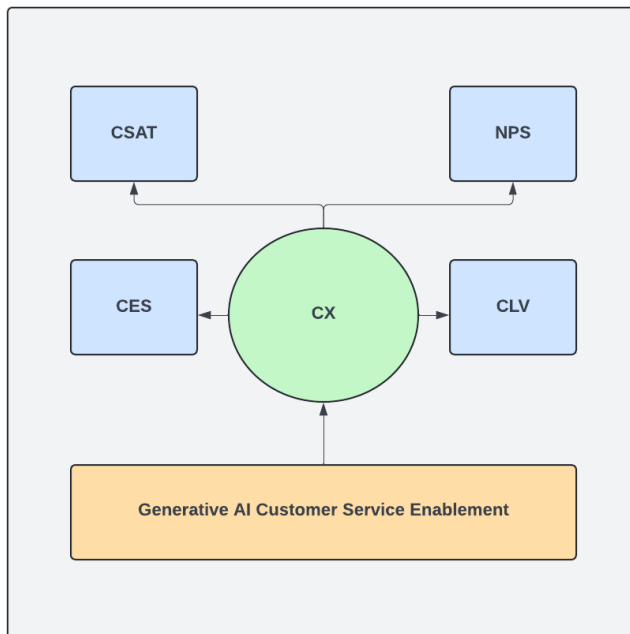 CSAT
NPS
CES
CX
CLV
Generative AI Customer Service Enablement